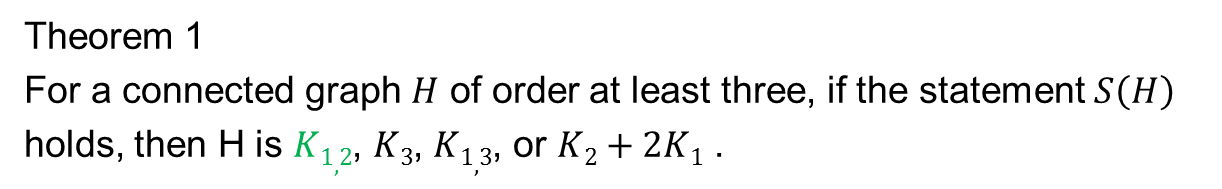 Theorem 1
For a connected graph H of order at least three, if the statement S(H)
holds, then H is K₁,₂, K₃, K₁,₃, or K₂ + 2K₁ .